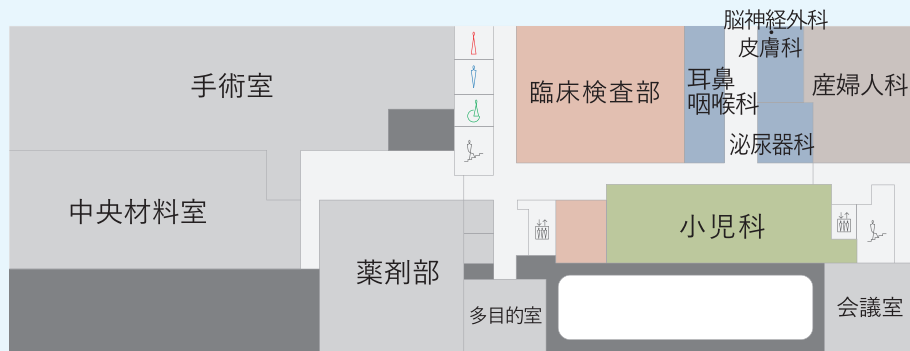 脳神経外科・
皮膚科
手術室
臨床検査部
耳鼻
咽喉科
産婦人科
泌尿器科
中央材料室
小児科
薬剤部
多目的室
会議室